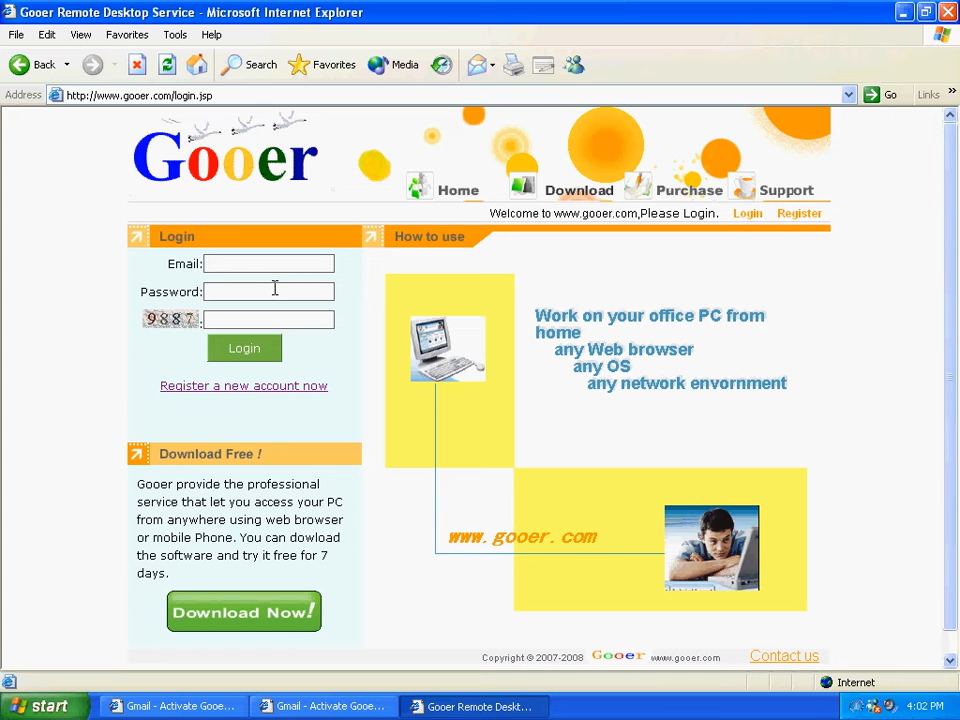 Gooer Remote Desktop Service - Microsoft Internet Explorer
File Edit View Favorites Tools Help
Back Search Favorites Media
Address http://www.gooer.com/login.jsp Go Links »
Gooer
Home Download Purchase Support
Welcome to www.gooer.com,Please Login. Login Register
Login
How to use
Email:
Password:
9887:
Login
Register a new account now
Work on your office PC from
home
any Web browser
any OS
any network envornment
Download Free !
Gooer provide the professional
service that let you access your PC
from anywhere using web browser
or mobile Phone. You can dowload
the software and try it free for 7
days.
Download Now!
www.gooer.com
Copyright © 2007-2008 Gooer www.gooer.com Contact us
Internet
start Gmail - Activate Gooe... Gmail - Activate Gooe... Gooer Remote Deskt... 4:02 PM